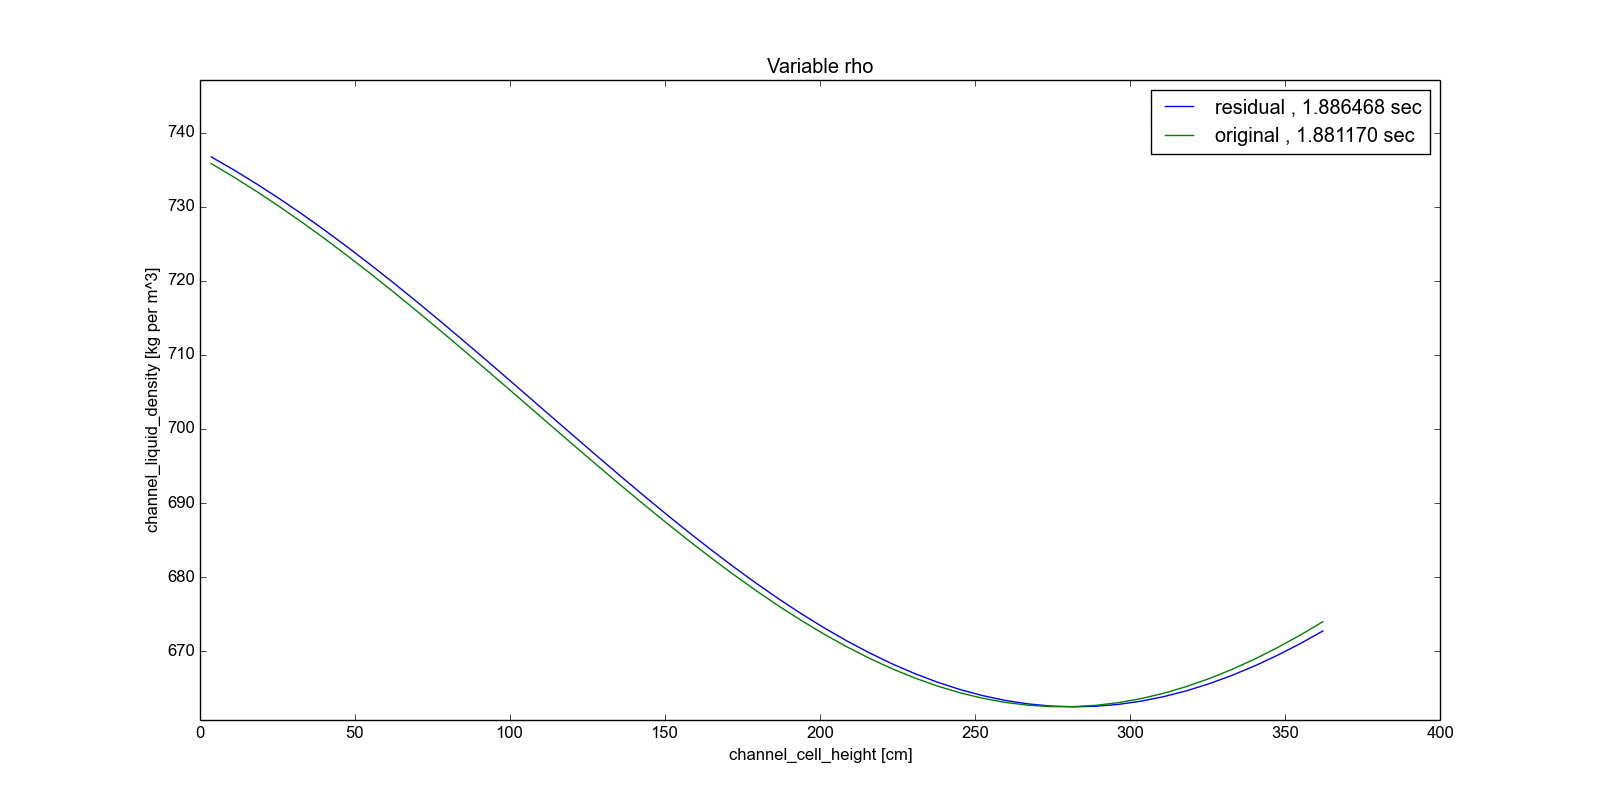 Variable rho
residual , 1.886468 sec
original , 1.881170 sec
channel_liquid_density [kg per m^3]
740
730
720
710
700
690
680
670
0 50 100 150 200 250 300 350 400
channel_cell_height [cm]